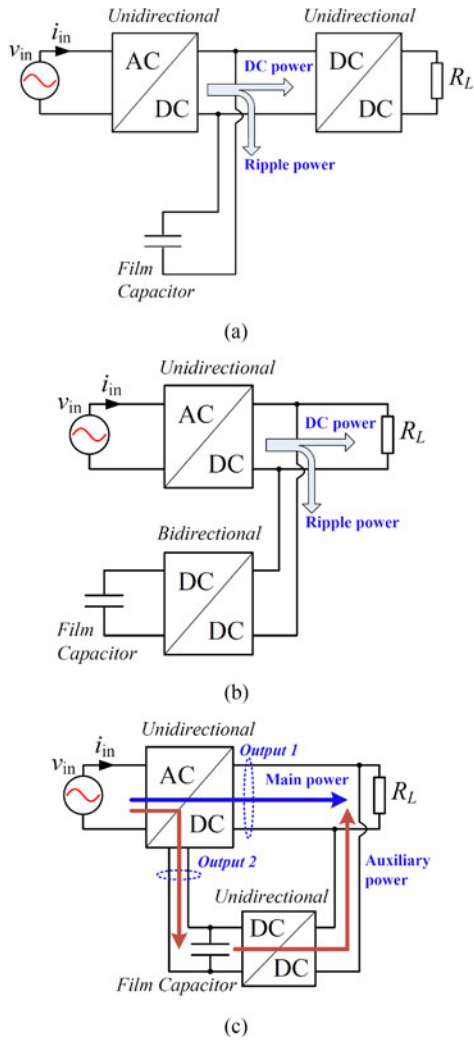 Unidirectional
Unidirectional
v_in
i_in
AC
DC
DC power
DC
DC
R_L
Ripple power
Film
Capacitor
(a)
Unidirectional
v_in
i_in
AC
DC
DC power
R_L
Ripple power
Bidirectional
DC
DC
Film
Capacitor
(b)
Unidirectional
v_in
i_in
Output 1
AC
DC
Main power
R_L
Output 2
Auxiliary
power
Unidirectional
DC
DC
Film Capacitor
(c)